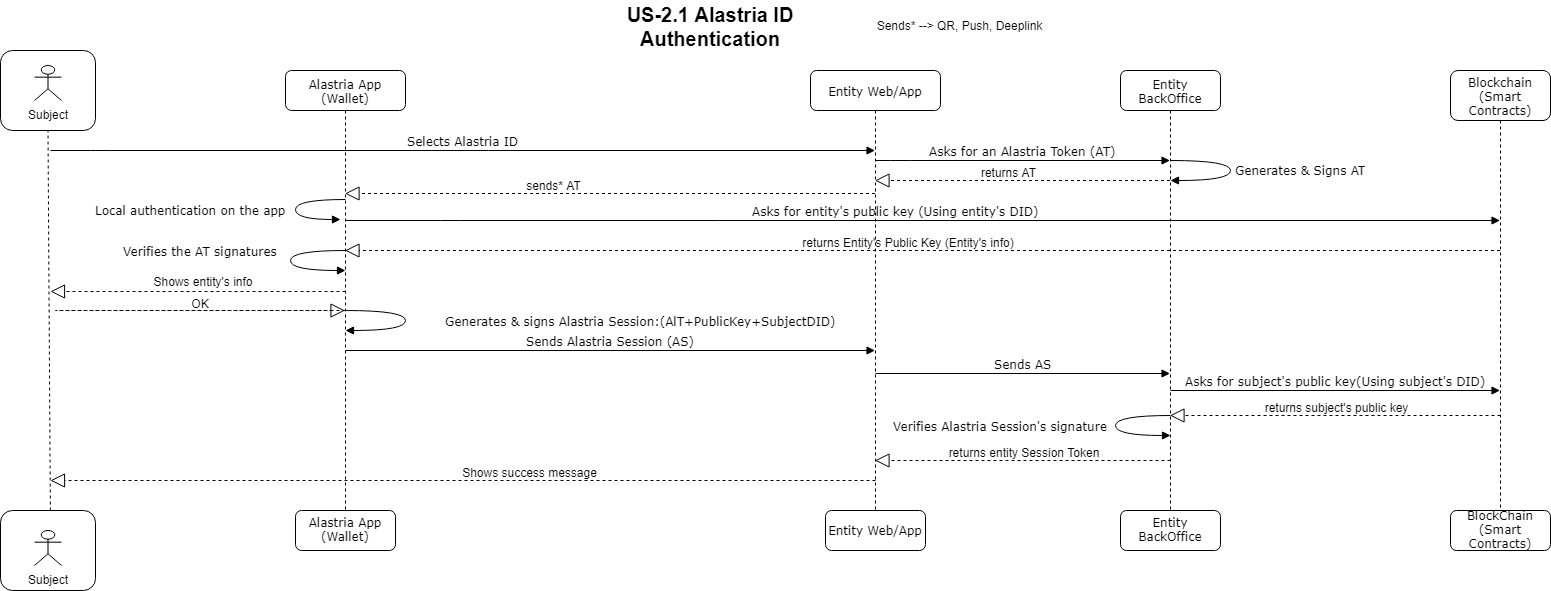 US-2.1 Alastria ID
Authentication
Sends* --> QR, Push, Deeplink
Subject
Alastria App
(Wallet)
Entity Web/App
Entity
BackOffice
Blockchain
(Smart
Contracts)
Selects Alastria ID
Asks for an Alastria Token (AT)
Generates & Signs AT
returns AT
sends* AT
Local authentication on the app
Asks for entity's public key (Using entity's DID)
returns Entity's Public Key (Entity's info)
Verifies the AT signatures
Shows entity's info
OK
Generates & signs Alastria Session:(AlT+PublicKey+SubjectDID)
Sends Alastria Session (AS)
Sends AS
Asks for subject's public key(Using subject's DID)
returns subject's public key
Verifies Alastria Session's signature
returns entity Session Token
Shows success message
Subject
Alastria App
(Wallet)
Entity Web/App
Entity
BackOffice
BlockChain
(Smart
Contracts)